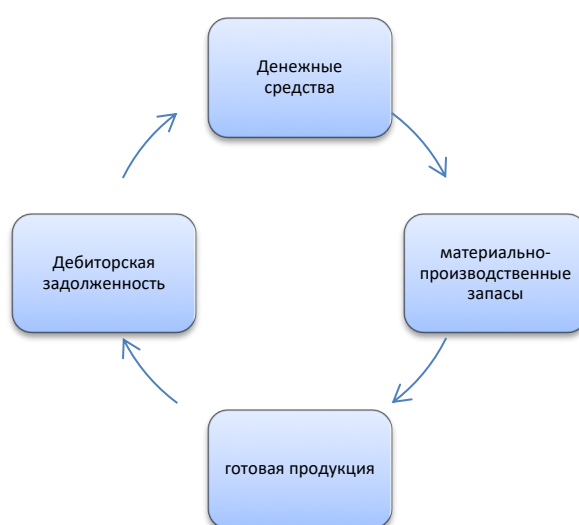 Денежные
средства
материально-
производственные
запасы
готовая продукция
Дебиторская
задолженность